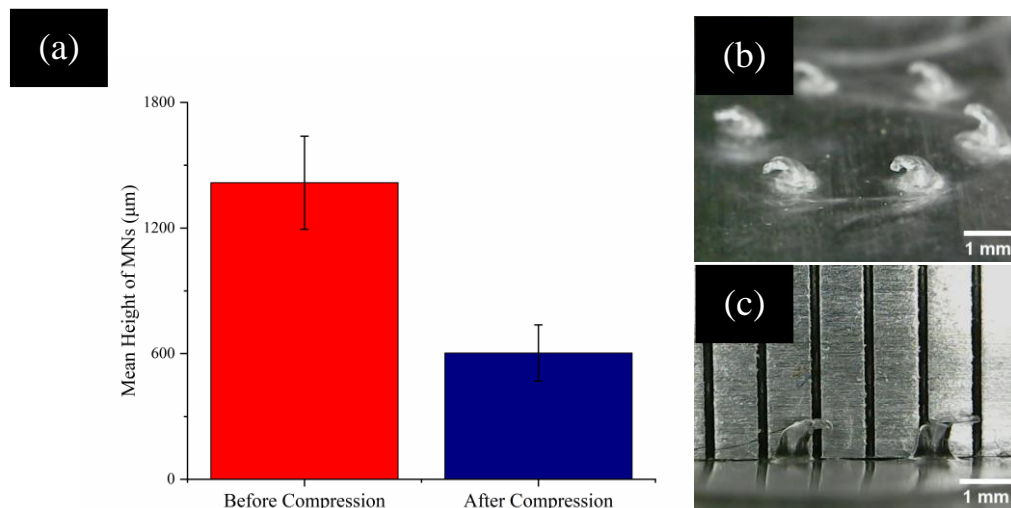 (a)
1800
1200
600
0
Mean Height of MNs (μm)
Before Compression
After Compression
(b)
1 mm
(c)
1 mm